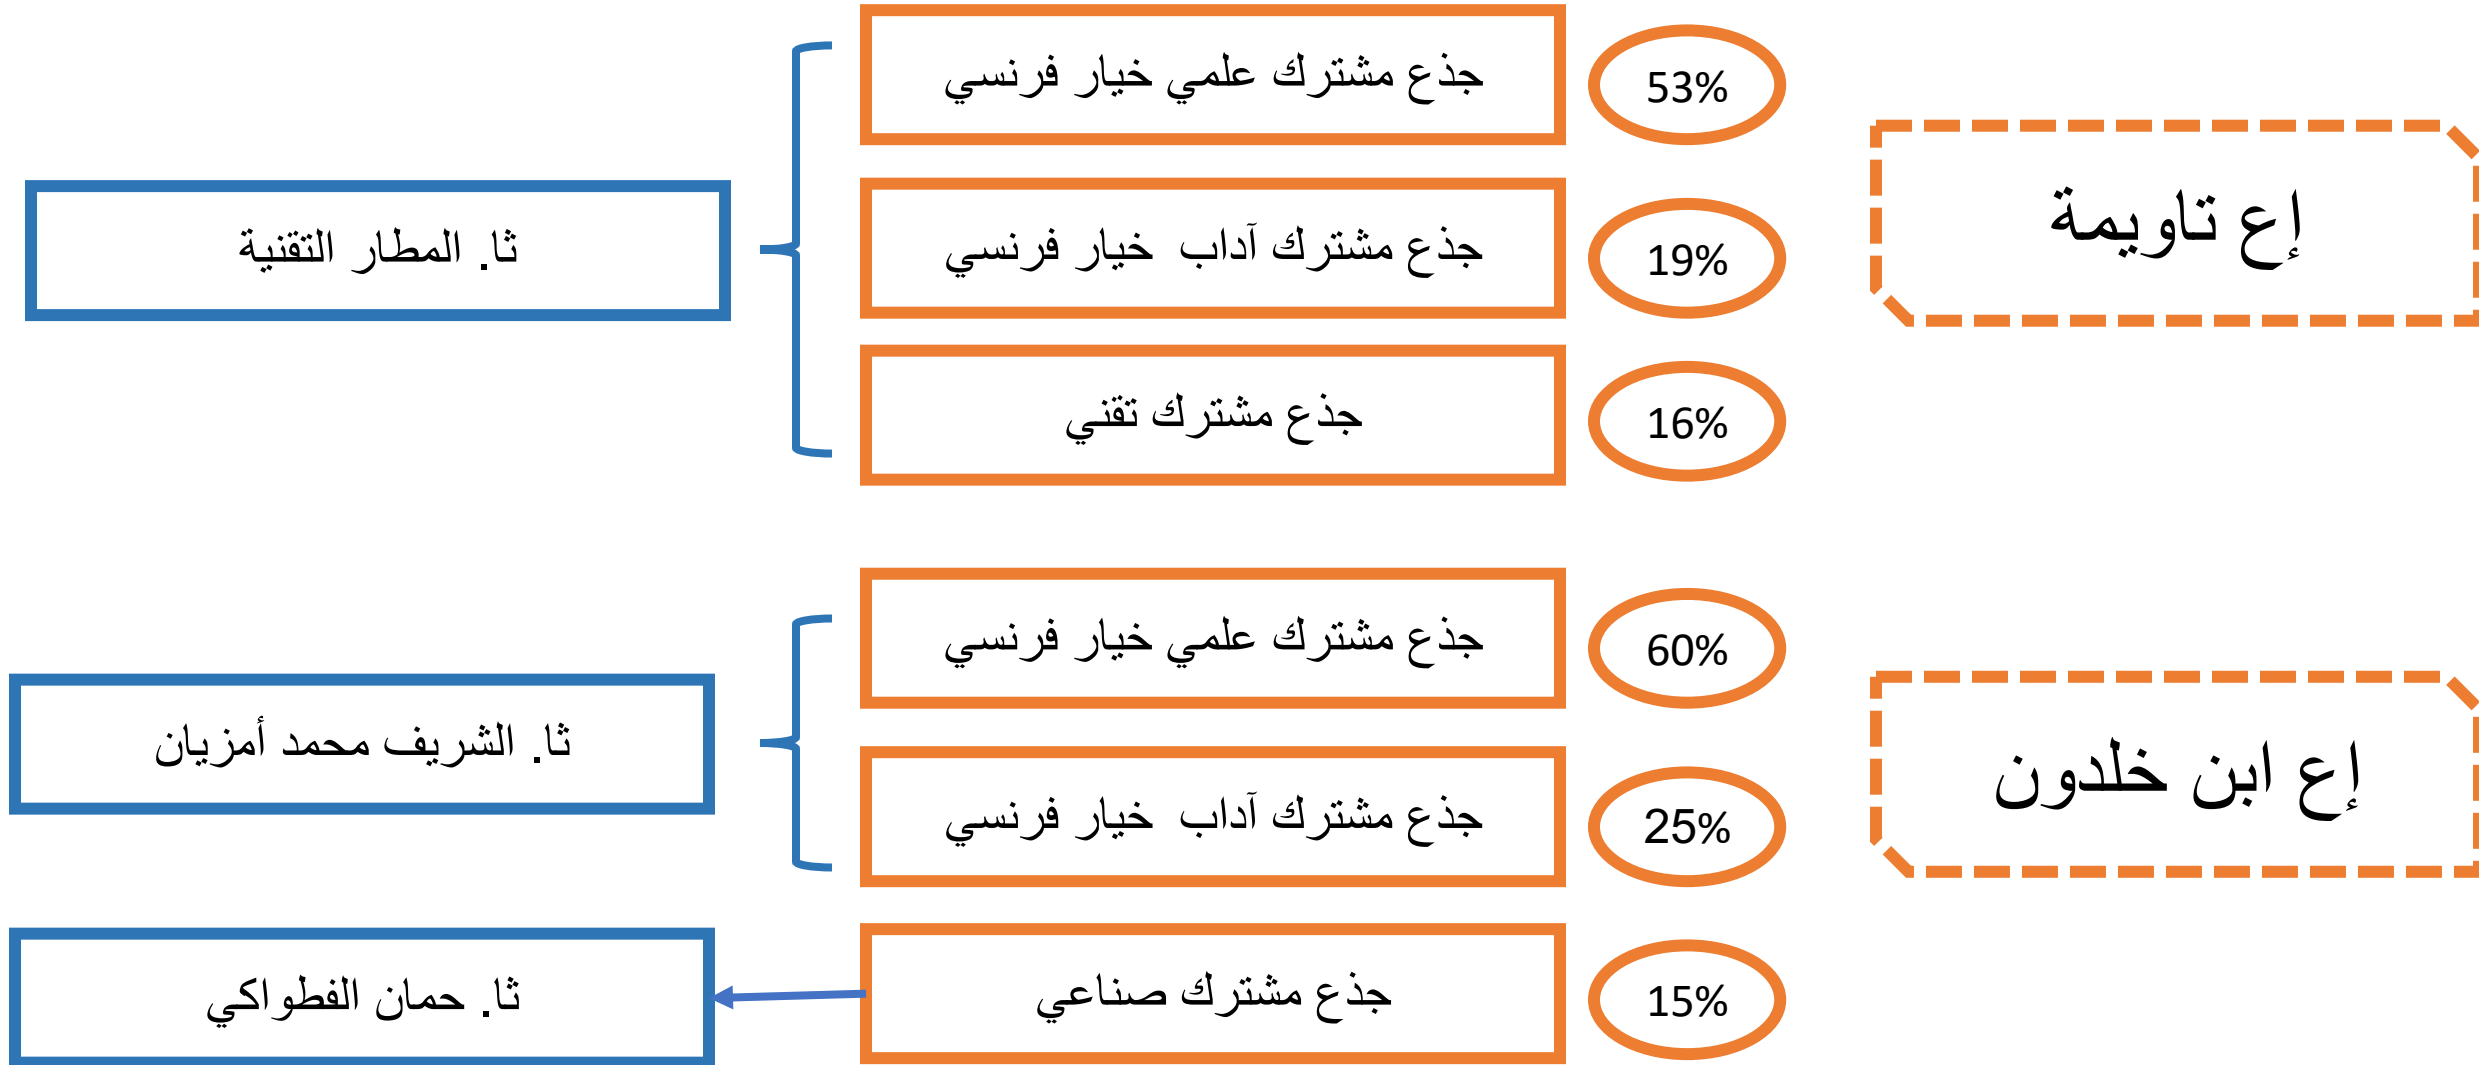 جذع مشترك علمي خيار فرنسي
53%
إع تاويمة
ثا. المطار التقنية
جذع مشترك آداب خيار فرنسي
19%
جذع مشترك تقني
16%
جذع مشترك علمي خيار فرنسي
60%
إع ابن خلدون
ثا. الشريف محمد أمزيان
جذع مشترك آداب خيار فرنسي
25%
جذع مشترك صناعي
15%
ثا. حمان الفطواكي